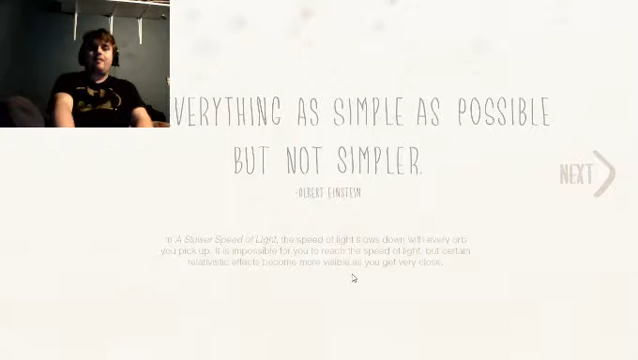 VERYTHING AS SIMPLE AS POSSIBLE
BUT NOT SIMPLER.
-ALBERT EINSTEIN
NEXT
In A Slower Speed of Light, the speed of light slows down with every orb
you pick up. It is impossible for you to reach the speed of light, but certain
relativistic effects become more visible as you get very close.